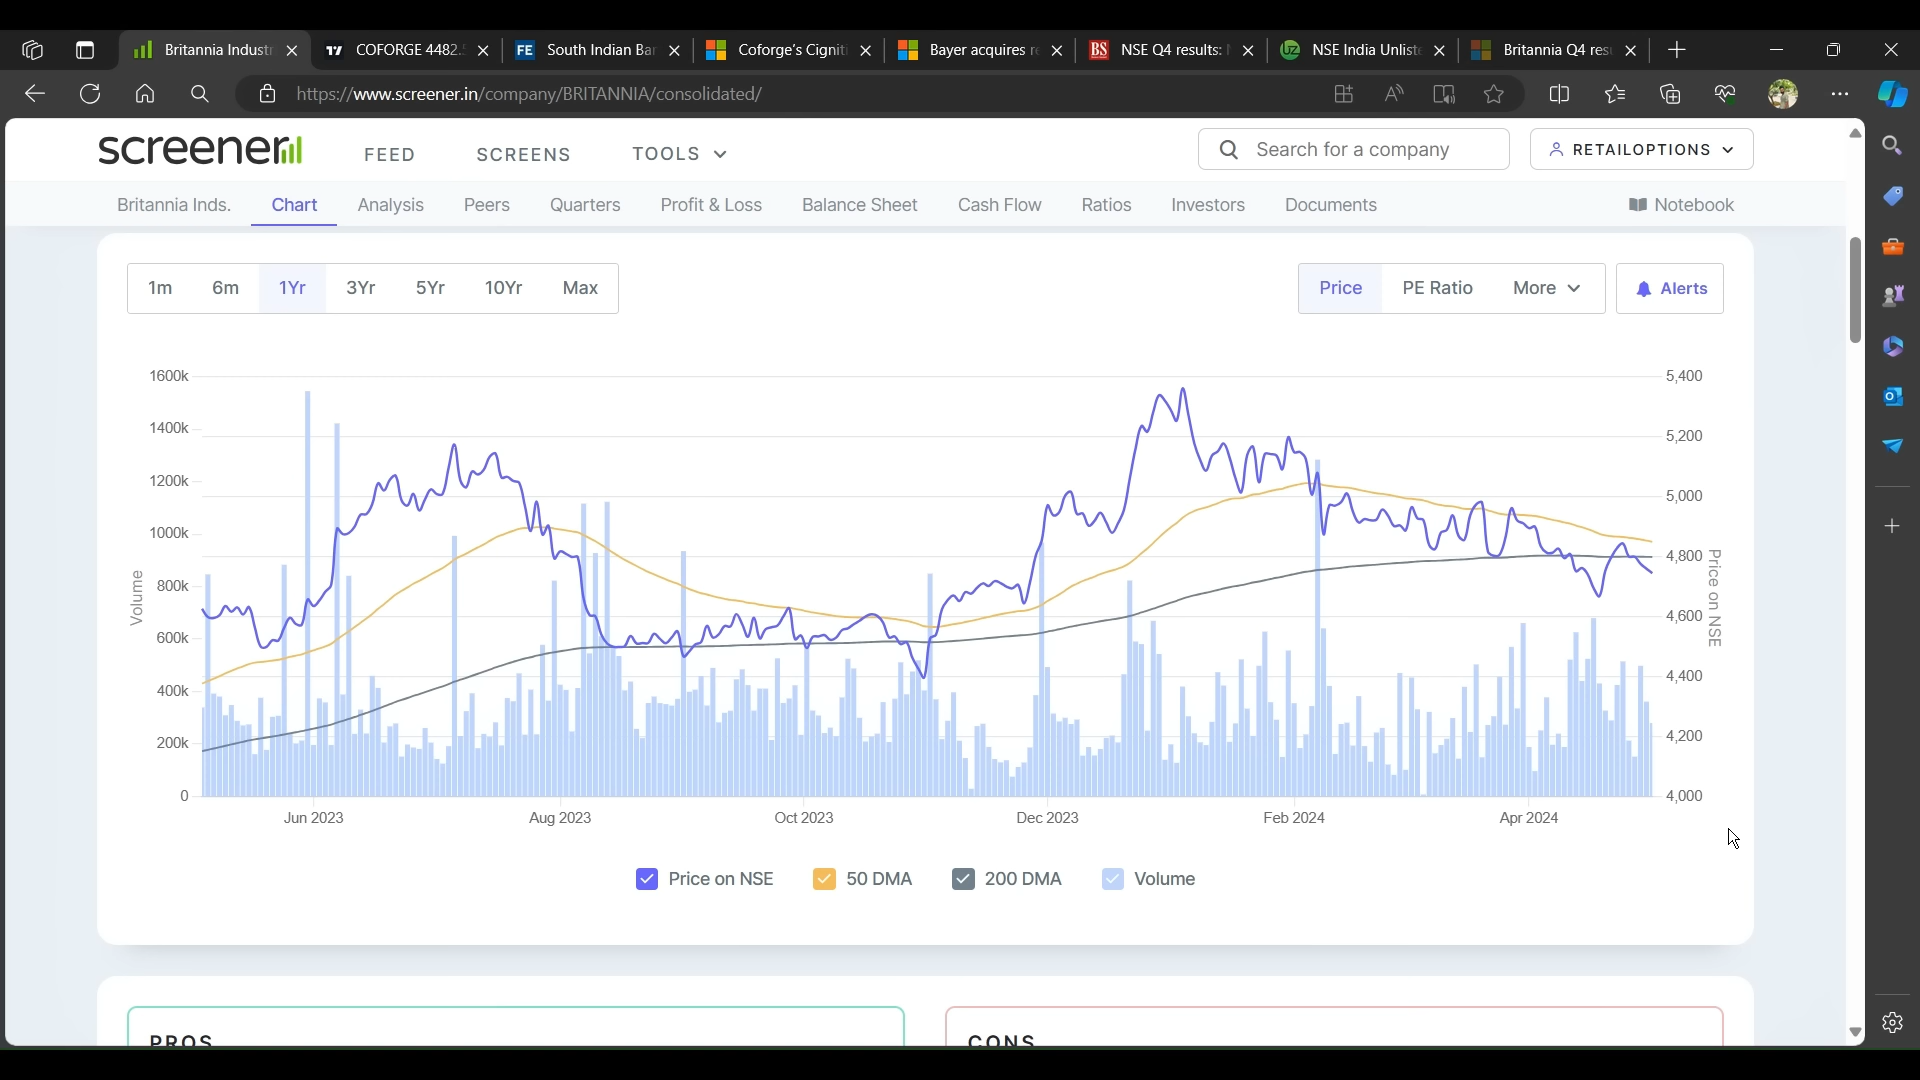 Britannia Industr
COFORGE 4482.
South Indian Bar
Coforge's Cigniti
Bayer acquires re
NSE Q4 results:
NSE India Unliste
Britannia Q4 resu
https://www.screener.in/company/BRITANNIA/consolidated/
screener
FEED
SCREENS
TOOLS
Search for a company
RETAILOPTIONS
Britannia Inds.
Chart
Analysis
Peers
Quarters
Profit & Loss
Balance Sheet
Cash Flow
Ratios
Investors
Documents
Notebook
1m 6m 1Yr 3Yr 5Yr 10Yr Max
Price PE Ratio More
Alerts
1600k
1400k
1200k
1000k
800k
600k
400k
200k
0
Volume
5,400
5,200
5,000
4,800
4,600
4,400
4,200
4,000
Price on NSE
Jun 2023 Aug 2023 Oct 2023 Dec 2023 Feb 2024 Apr 2024
Price on NSE 50 DMA 200 DMA Volume
PROS
CONS